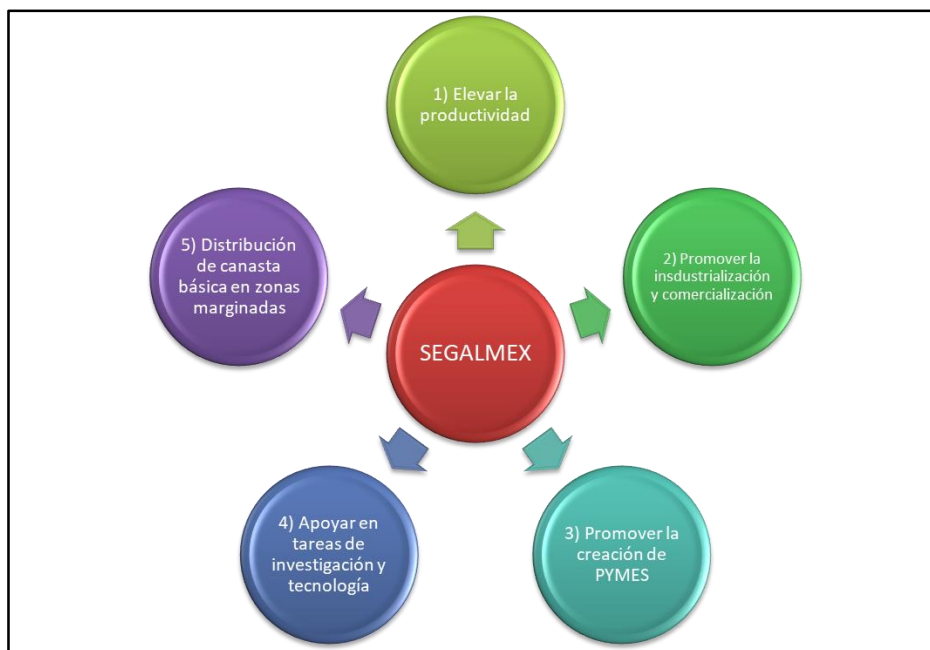 1) Elevar la
productividad
2) Promover la
insdustrialización
y comercialización
3) Promover la
creación de
PYMES
4) Apoyar en
tareas de
investigación y
tecnología
5) Distribución
de canasta
básica en zonas
marginadas
SEGALMEX